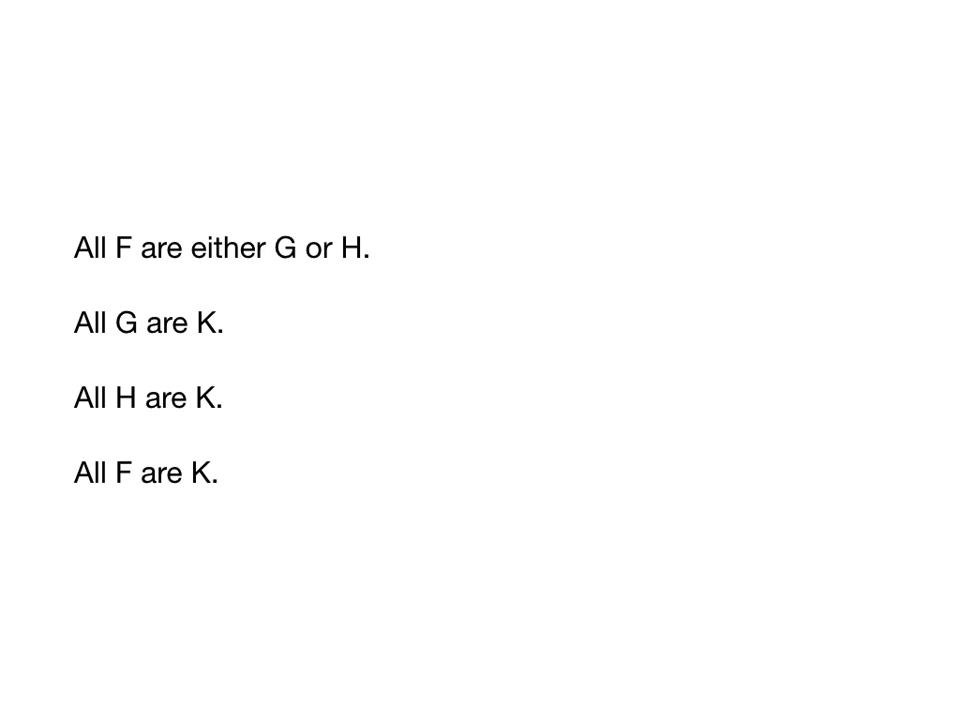 All F are either G or H.
All G are K.
All H are K.
All F are K.